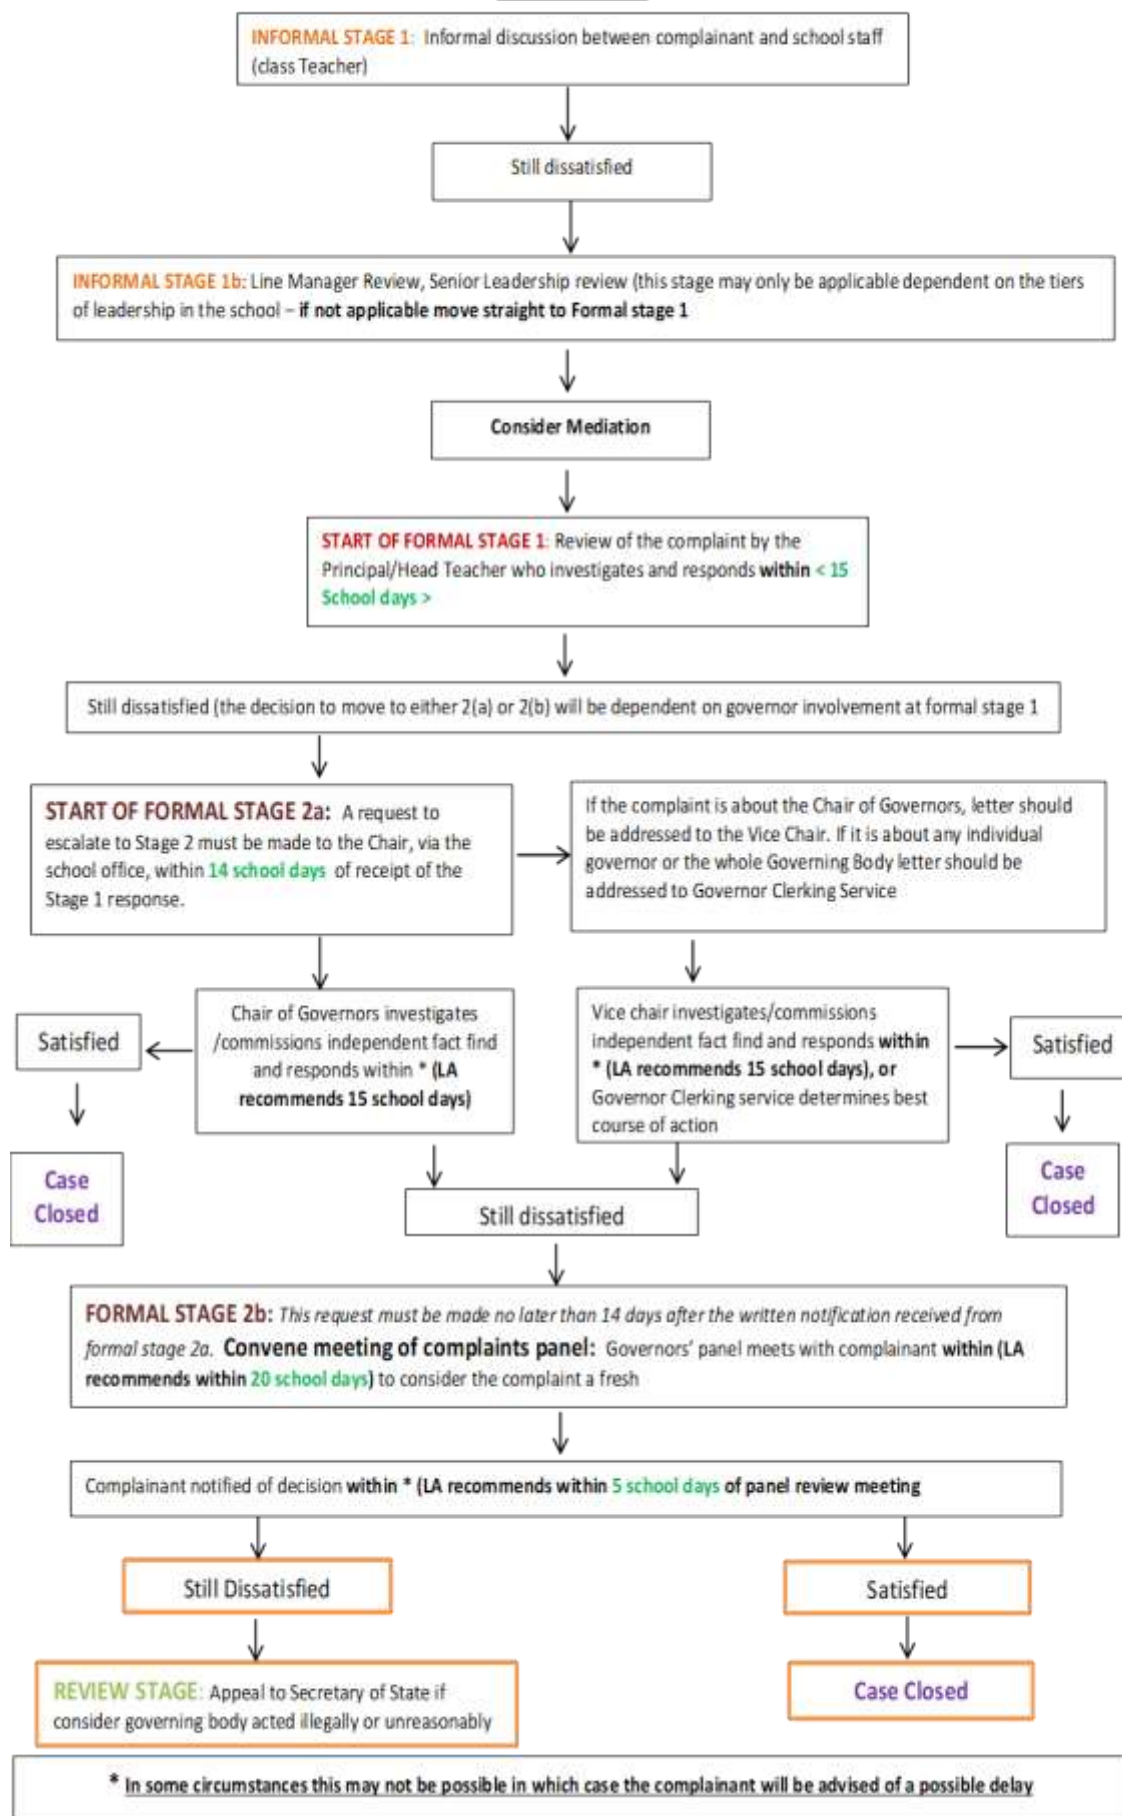 INFORMAL STAGE 1: Informal discussion between complainant and school staff
(class Teacher)
Still dissatisfied
INFORMAL STAGE 1b: Line Manager Review, Senior Leadership review (this stage may only be applicable dependent on the tiers
of leadership in the school – if not applicable move straight to Formal stage 1
Consider Mediation
START OF FORMAL STAGE 1: Review of the complaint by the
Principal/Head Teacher who investigates and responds within < 15
School days >
Still dissatisfied (the decision to move to either 2(a) or 2(b) will be dependent on governor involvement at formal stage 1
START OF FORMAL STAGE 2a: A request to
escalate to Stage 2 must be made to the Chair, via the
school office, within 14 school days of receipt of the
Stage 1 response.
If the complaint is about the Chair of Governors, letter should
be addressed to the Vice Chair. If it is about any individual
governor or the whole Governing Body letter should be
addressed to Governor Clerking Service
Satisfied
Chair of Governors investigates
/commissions independent fact find
and responds within * (LA
recommends 15 school days)
Vice chair investigates/commissions
independent fact find and responds within
* (LA recommends 15 school days), or
Governor Clerking service determines best
course of action
Satisfied
Case
Closed
Case
Closed
Still dissatisfied
FORMAL STAGE 2b: This request must be made no later than 14 days after the written notification received from
formal stage 2a. Convene meeting of complaints panel: Governors' panel meets with complainant within (LA
recommends within 20 school days) to consider the complaint a fresh
Complainant notified of decision within * (LA recommends within 5 school days of panel review meeting
Still Dissatisfied
Satisfied
REVIEW STAGE: Appeal to Secretary of State if
consider governing body acted illegally or unreasonably
Case Closed
* In some circumstances this may not be possible in which case the complainant will be advised of a possible delay